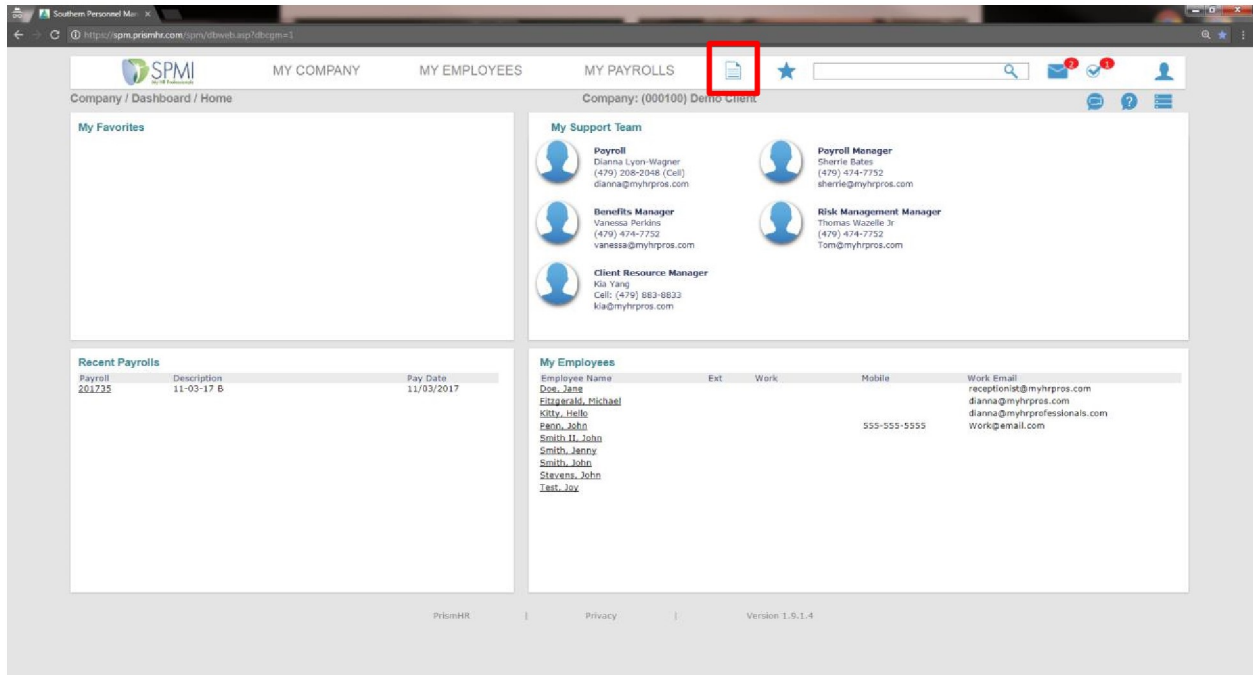 Southern Personnel Man
https://spm.prismhr.com/spm/dbweb.asp?dbcgm=1
SPMI
My HR Professionals
MY COMPANY
MY EMPLOYEES
MY PAYROLLS
2
1
Company / Dashboard / Home
Company: (000100) Demo Client
My Favorites
My Support Team
Payroll
Dianna Lyon-Wagner
(479) 208-2048 (Cell)
dianna@myhrpros.com
Payroll Manager
Sherrie Bates
(479) 474-7752
sherrie@myhrpros.com
Benefits Manager
Vanessa Perkins
(479) 474-7752
vanessa@myhrpros.com
Risk Management Manager
Thomas Wazelle Jr
(479) 474-7752
Tom@myhrpros.com
Client Resource Manager
Kia Yang
Cell: (479) 883-8833
kia@myhrpros.com
Recent Payrolls
Payroll Description Pay Date
201735 11-03-17 B 11/03/2017
My Employees
Employee Name Ext Work Mobile Work Email
Doe, Jane receptionist@myhrpros.com
Fitzgerald, Michael dianna@myhrpros.com
Kitty, Hello dianna@myhrprofessionals.com
Penn, John 555-555-5555 Work@email.com
Smith II, John
Smith, Jenny
Smith, John
Stevens, John
Test, Joy
PrismHR | Privacy | Version 1.9.1.4